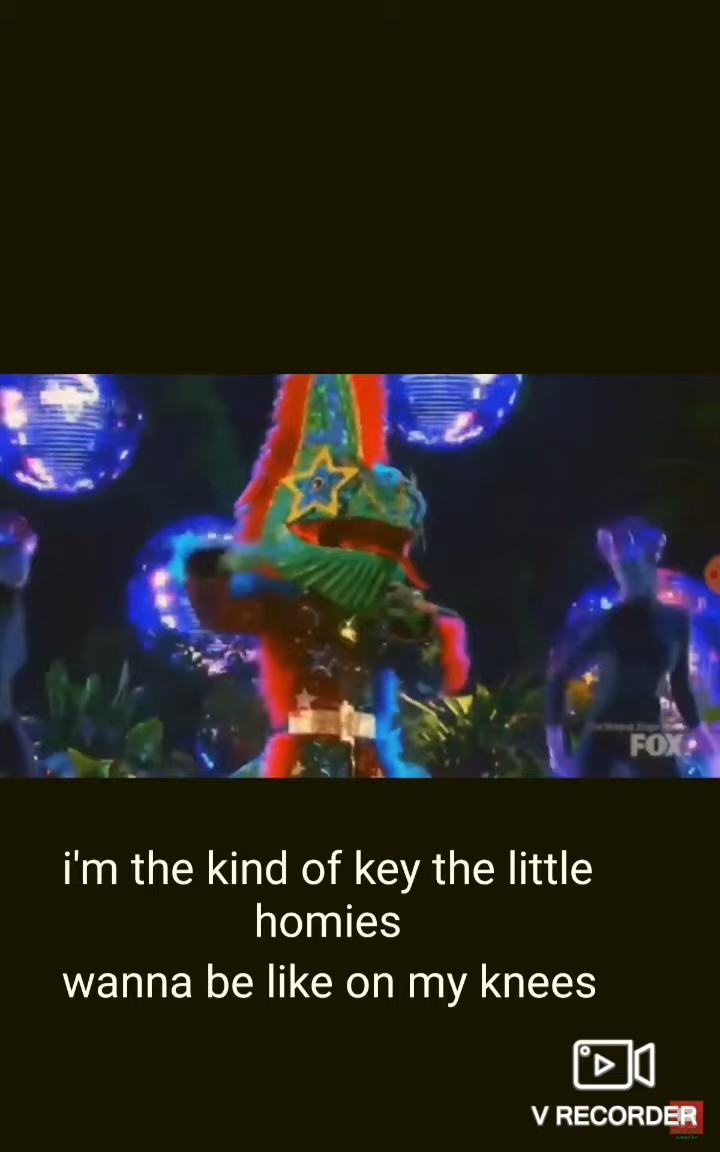 FOX
i'm the kind of key the little
homies
wanna be like on my knees
V RECORDER